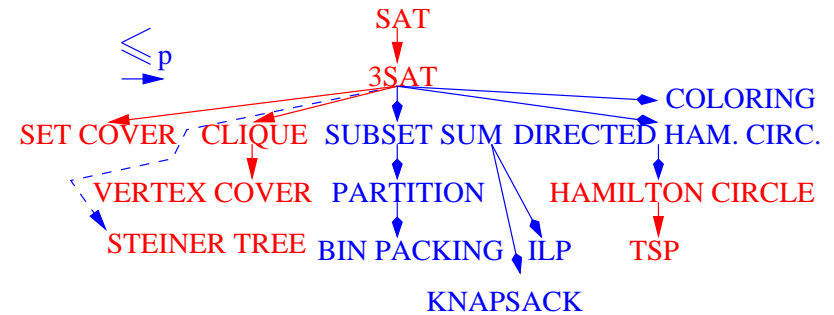 SAT
≤p
3SAT
COLORING
SET COVER CLIQUE SUBSET SUM DIRECTED HAM. CIRC.
VERTEX COVER PARTITION HAMILTON CIRCLE
STEINER TREE BIN PACKING ILP TSP
KNAPSACK